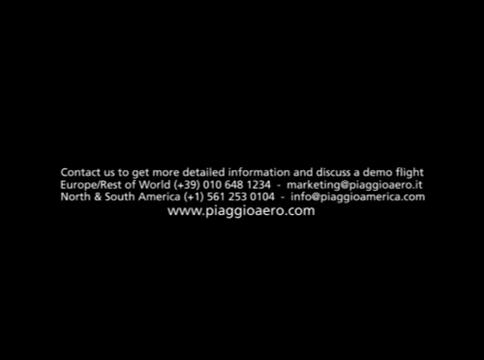 Contact us to get more detailed information and discuss a demo flight
Europe/Rest of World (+39) 010 648 1234 - marketing@piaggioaero.it
North & South America (+1) 561 253 0104 - info@piaggioamerica.com
www.piaggioaero.com